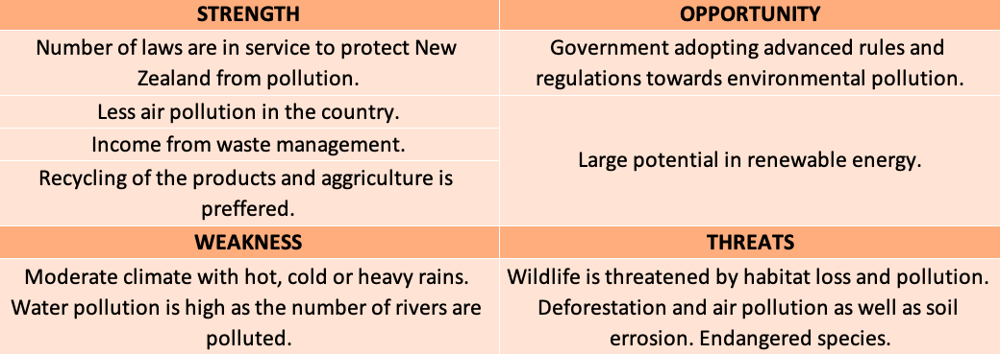 STRENGTH
OPPORTUNITY
Number of laws are in service to protect New
Zealand from pollution.
Government adopting advanced rules and
regulations towards environmental pollution.
Less air pollution in the country.
Income from waste management.
Recycling of the products and aggriculture is
preffered.
Large potential in renewable energy.
WEAKNESS
THREATS
Moderate climate with hot, cold or heavy rains.
Water pollution is high as the number of rivers are
polluted.
Wildlife is threatened by habitat loss and pollution.
Deforestation and air pollution as well as soil
errosion. Endangered species.